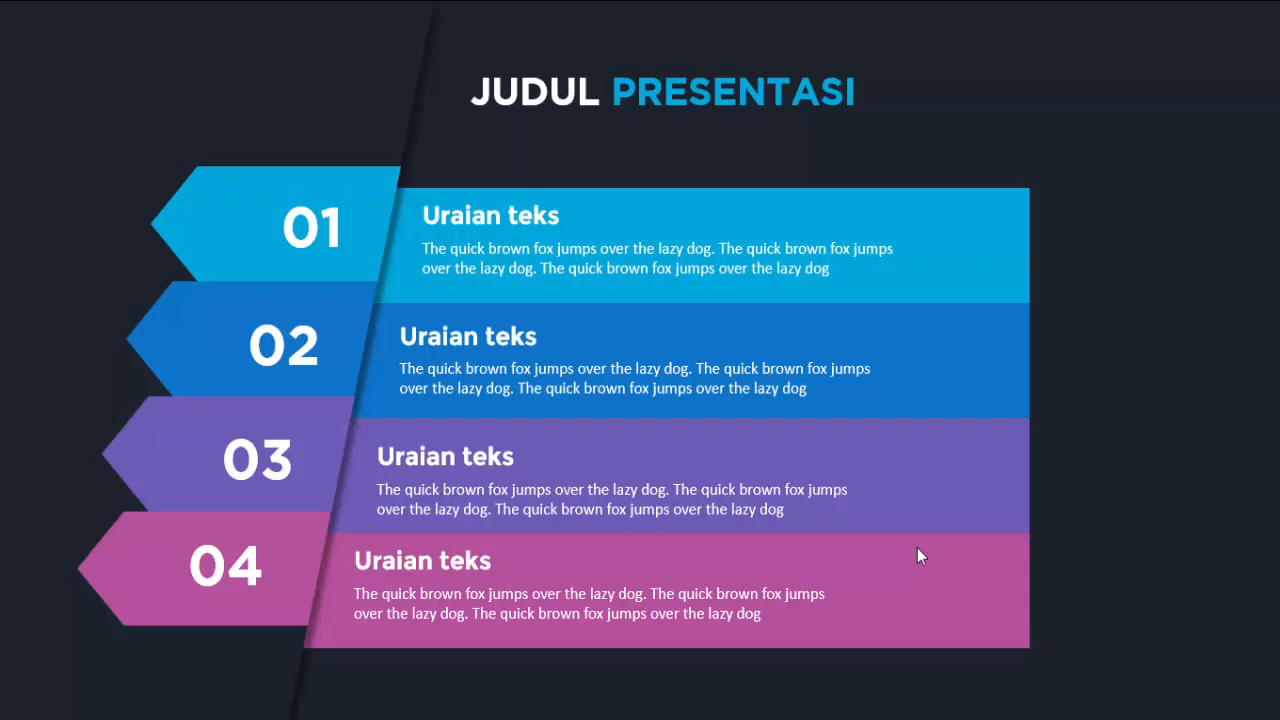 JUDUL PRESENTASI
01
Uraian teks
The quick brown fox jumps over the lazy dog. The quick brown fox jumps
over the lazy dog. The quick brown fox jumps over the lazy dog
02
Uraian teks
The quick brown fox jumps over the lazy dog. The quick brown fox jumps
over the lazy dog. The quick brown fox jumps over the lazy dog
03
Uraian teks
The quick brown fox jumps over the lazy dog. The quick brown fox jumps
over the lazy dog. The quick brown fox jumps over the lazy dog
04
Uraian teks
The quick brown fox jumps over the lazy dog. The quick brown fox jumps
over the lazy dog. The quick brown fox jumps over the lazy dog